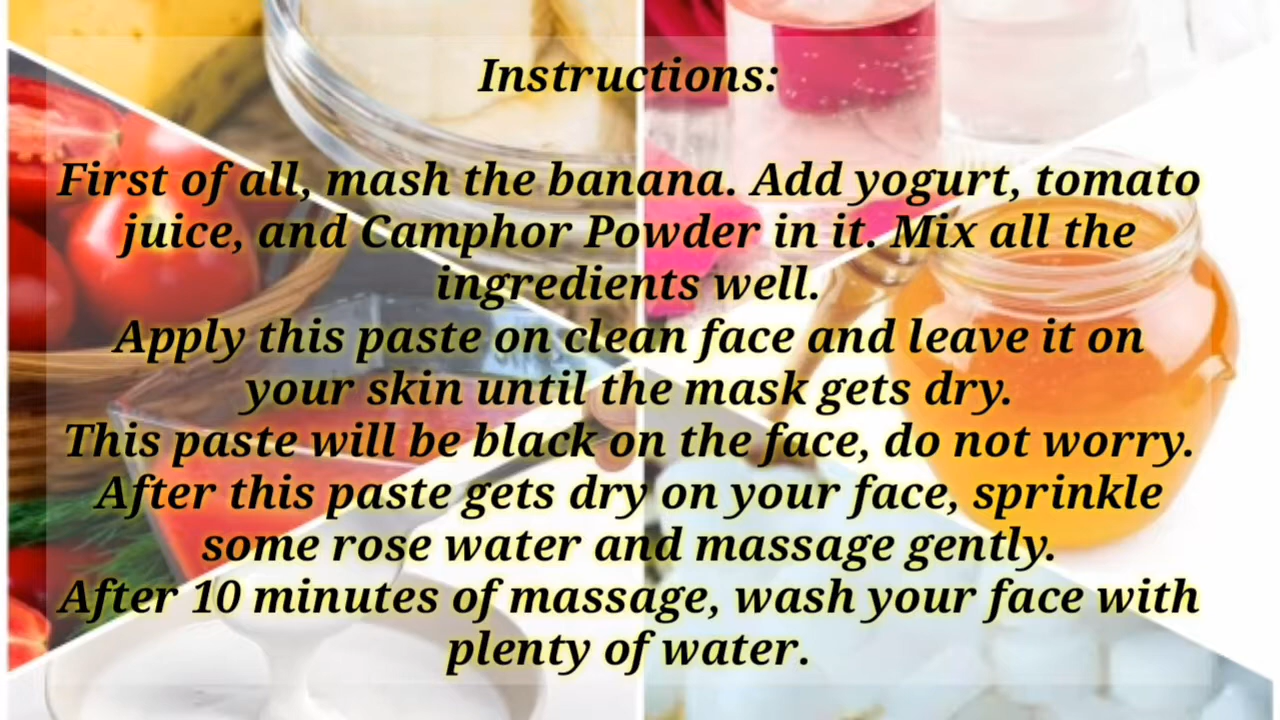 Instructions:
First of all, mash the banana. Add yogurt, tomato
juice, and Camphor Powder in it. Mix all the
ingredients well.
Apply this paste on clean face and leave it on
your skin until the mask gets dry.
This paste will be black on the face, do not worry.
After this paste gets dry on your face, sprinkle
some rose water and massage gently.
After 10 minutes of massage, wash your face with
plenty of water.